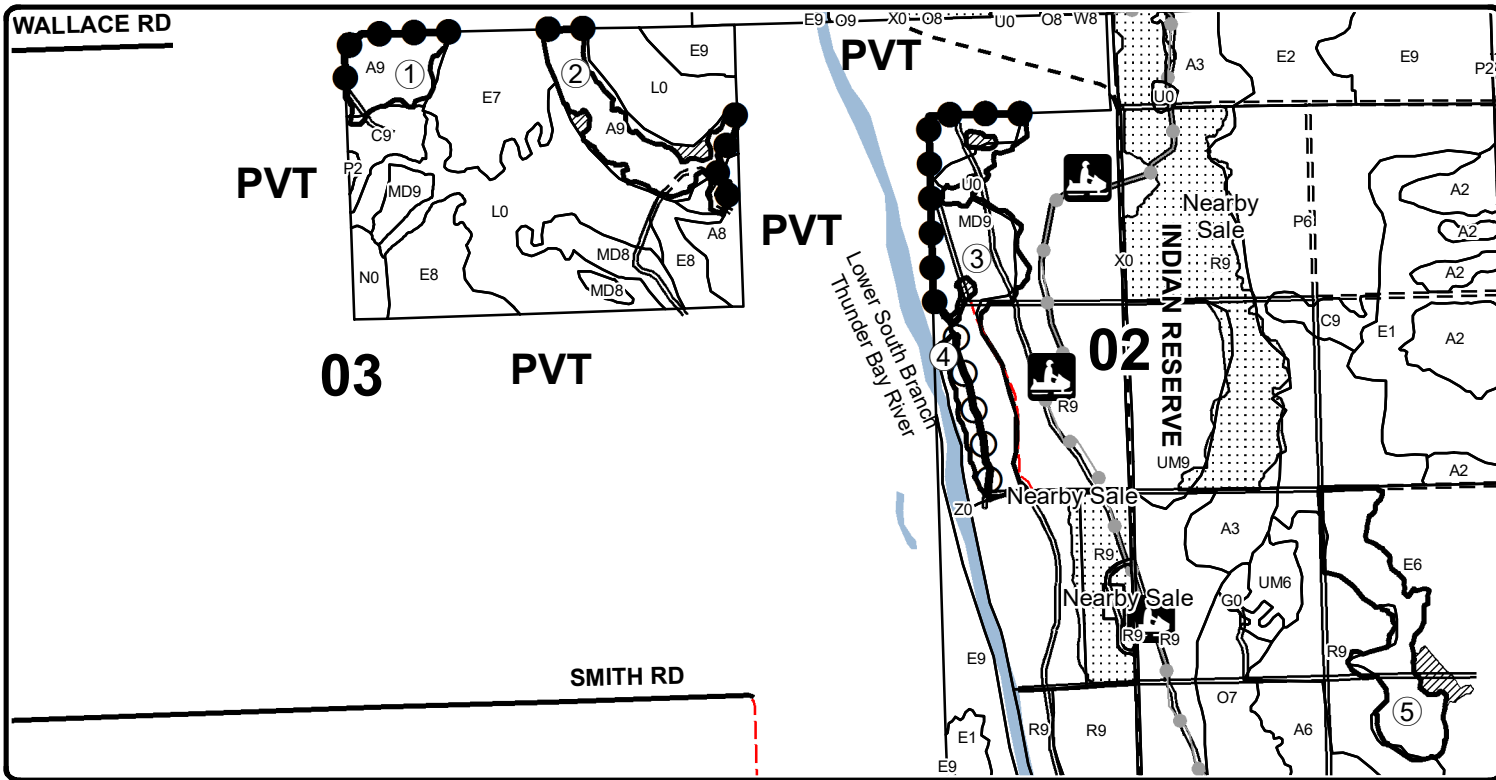 WALLACE RD
E9
O9
X0
O8
U0
O8
W8
PVT
A9
1
2
E9
L0
A3
E2
E9
P2
E7
U0
A9
C9
P2
PVT
MD9
L0
U0
MD9
Nearby
Sale
R9
P6
A2
A2
A2
PVT
A8
MD8
E8
MD8
N0
E8
3
X0
INDIAN RESERVE
Lower South Branch
Thunder Bay River
C9
E1
A2
03
PVT
4
02
R9
UM9
A2
Nearby Sale
Z0
A3
R9
E6
UM6
G0
Nearby Sale
R9
R9
R9
E9
SMITH RD
O7
5
E1
R9
R9
A6
E9